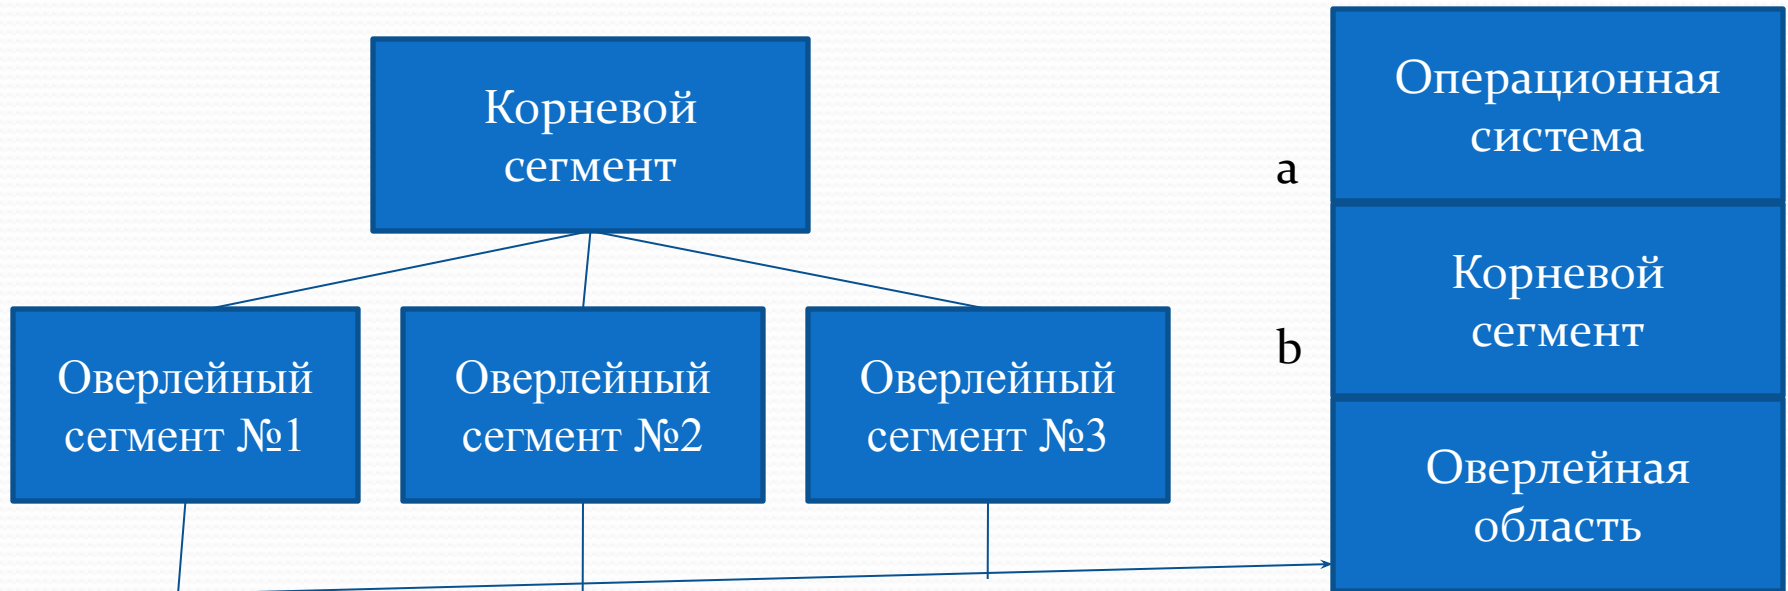 Корневой
сегмент
Оверлейный
сегмент №1
Оверлейный
сегмент №2
Оверлейный
сегмент №3
a
b
Операционная
система
Корневой
сегмент
Оверлейная
область